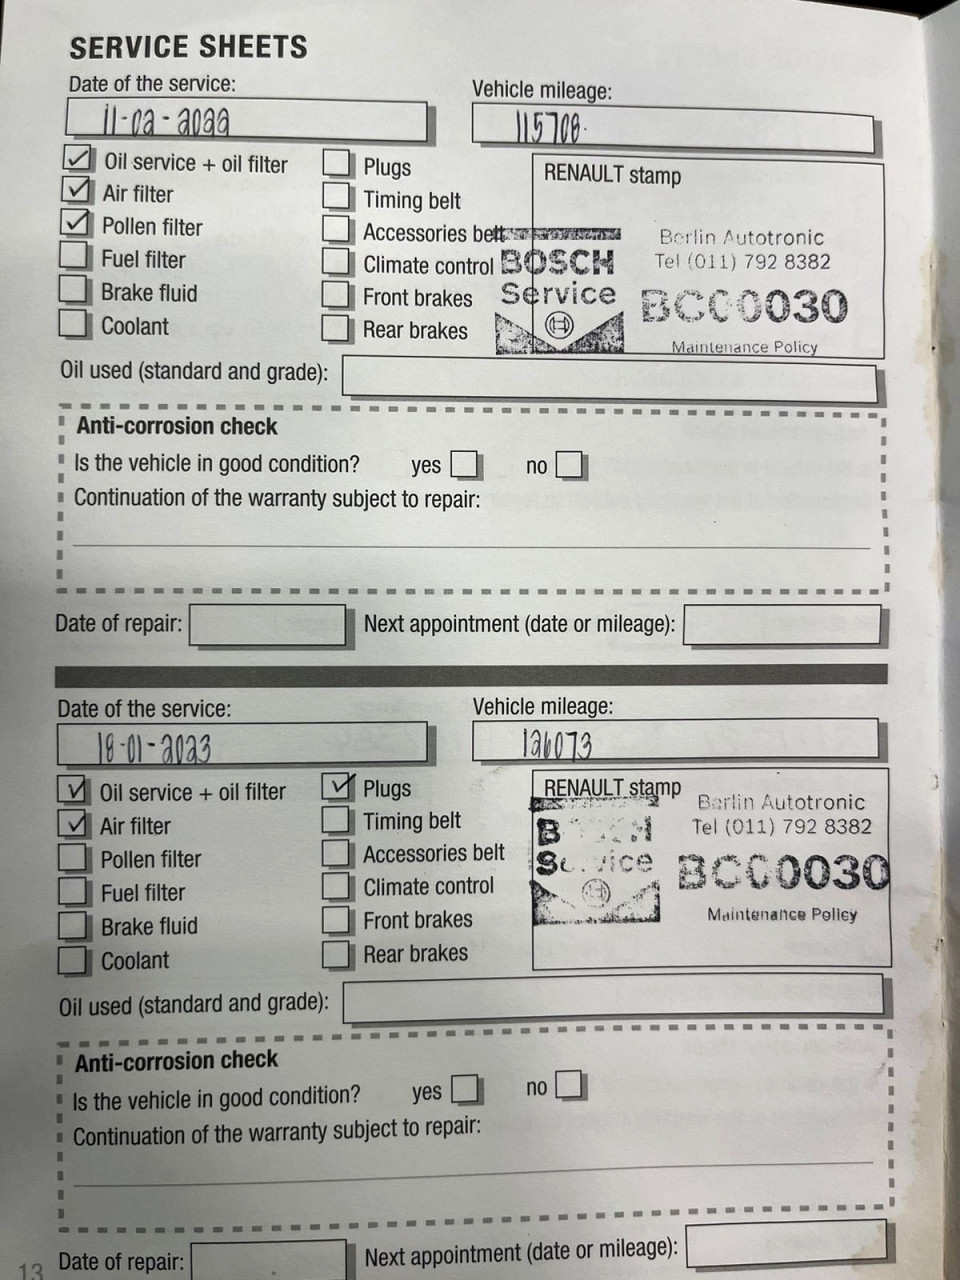 SERVICE SHEETS
Date of the service: Vehicle mileage:
11-02-2022 115708.
Oil service + oil filter Plugs RENAULT stamp
Air filter Timing belt
Pollen filter Accessories belt Berlin Autotronic
Fuel filter Climate control BOSCH Tel (011) 792 8382
Brake fluid Front brakes Service BCC0030
Coolant Rear brakes Maintenance Policy
Oil used (standard and grade):
Anti-corrosion check
Is the vehicle in good condition? yes no
Continuation of the warranty subject to repair:
Date of repair: Next appointment (date or mileage):
Date of the service: Vehicle mileage:
18-01-2023 126073
Oil service + oil filter Plugs RENAULT stamp Berlin Autotronic
Air filter Timing belt Tel (011) 792 8382
Pollen filter Accessories belt BOSCH Service BCC0030
Fuel filter Climate control
Brake fluid Front brakes Maintenance Policy
Coolant Rear brakes
Oil used (standard and grade):
Anti-corrosion check
Is the vehicle in good condition? yes no
Continuation of the warranty subject to repair:
Date of repair: Next appointment (date or mileage):
13